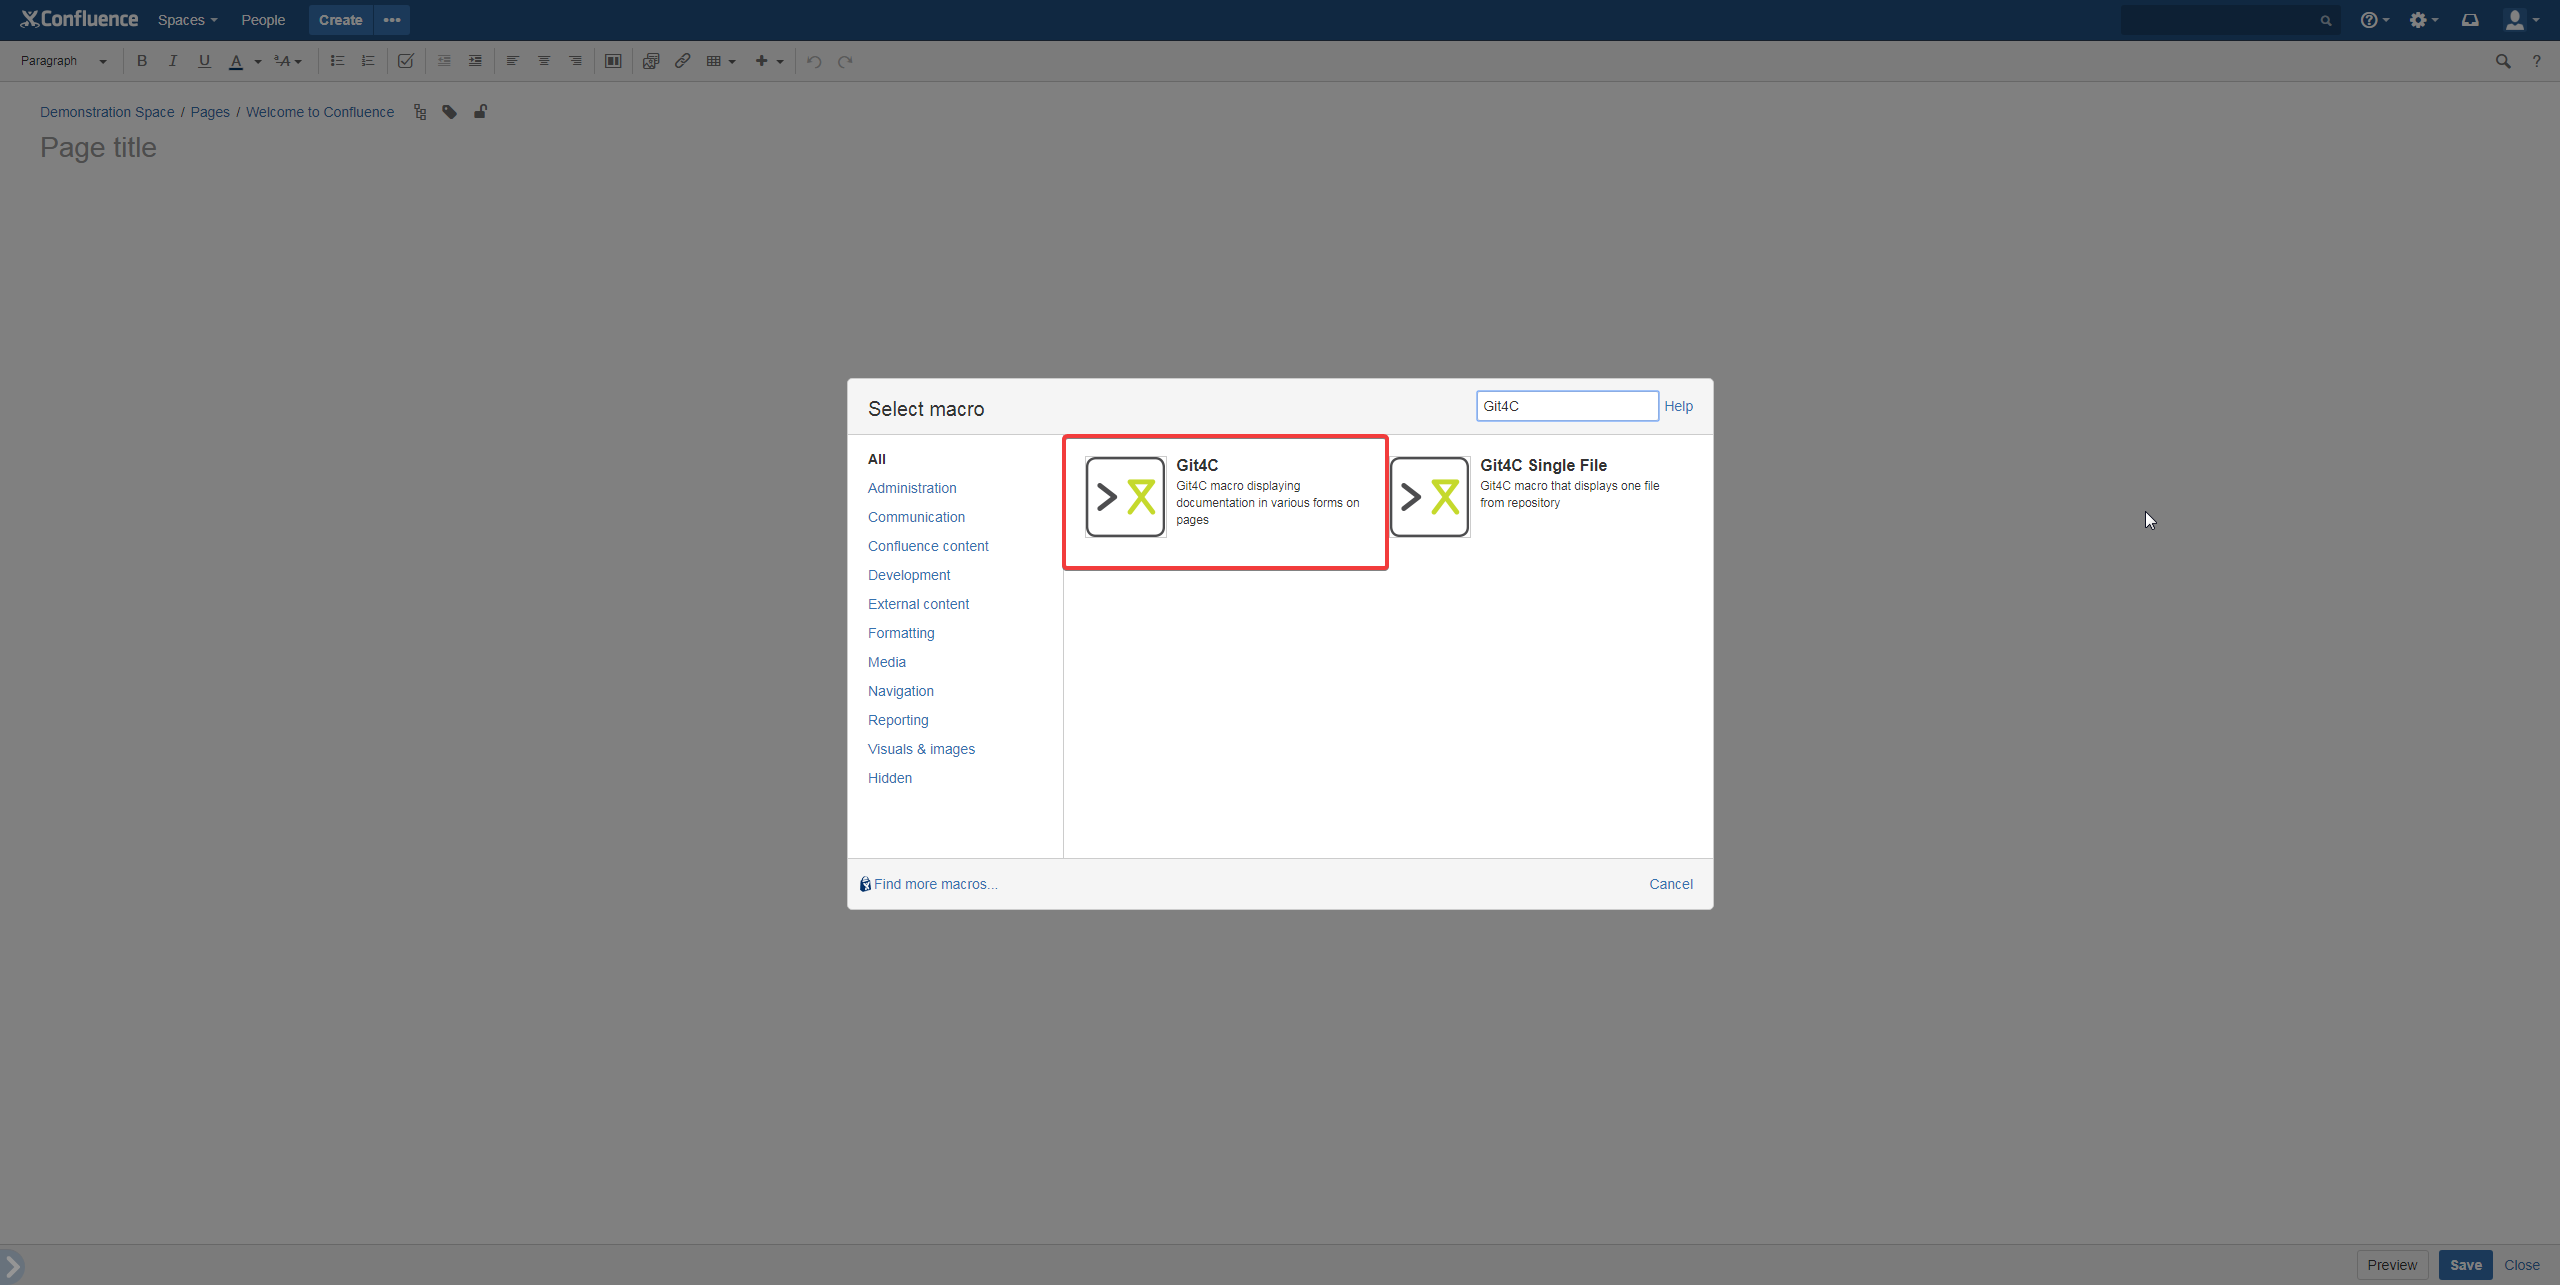 Confluence Spaces People Create •••
Paragraph B I U A ªA ?
Demonstration Space / Pages / Welcome to Confluence
Page title
Select macro Git4C Help
All
Administration
Communication
Confluence content
Development
External content
Formatting
Media
Navigation
Reporting
Visuals & images
Hidden
Git4C
Git4C macro displaying
documentation in various forms on
pages
Git4C Single File
Git4C macro that displays one file
from repository
Find more macros...
Cancel
Preview Save Close